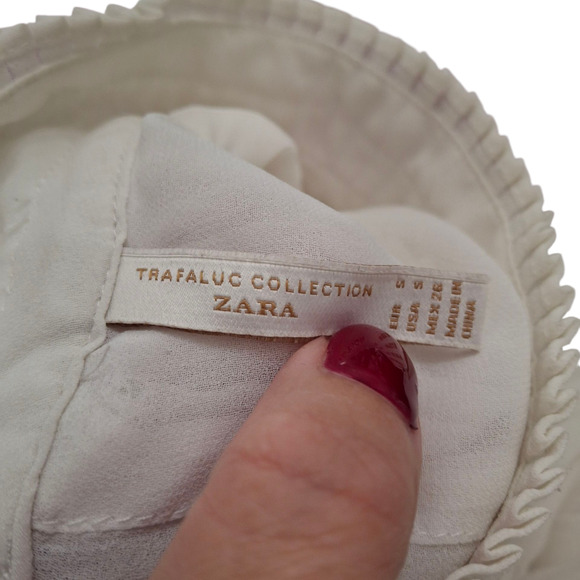 TRAFALUC COLLECTION
ZARA
EUR S
USA S
MEX 26
MADE IN
CHINA